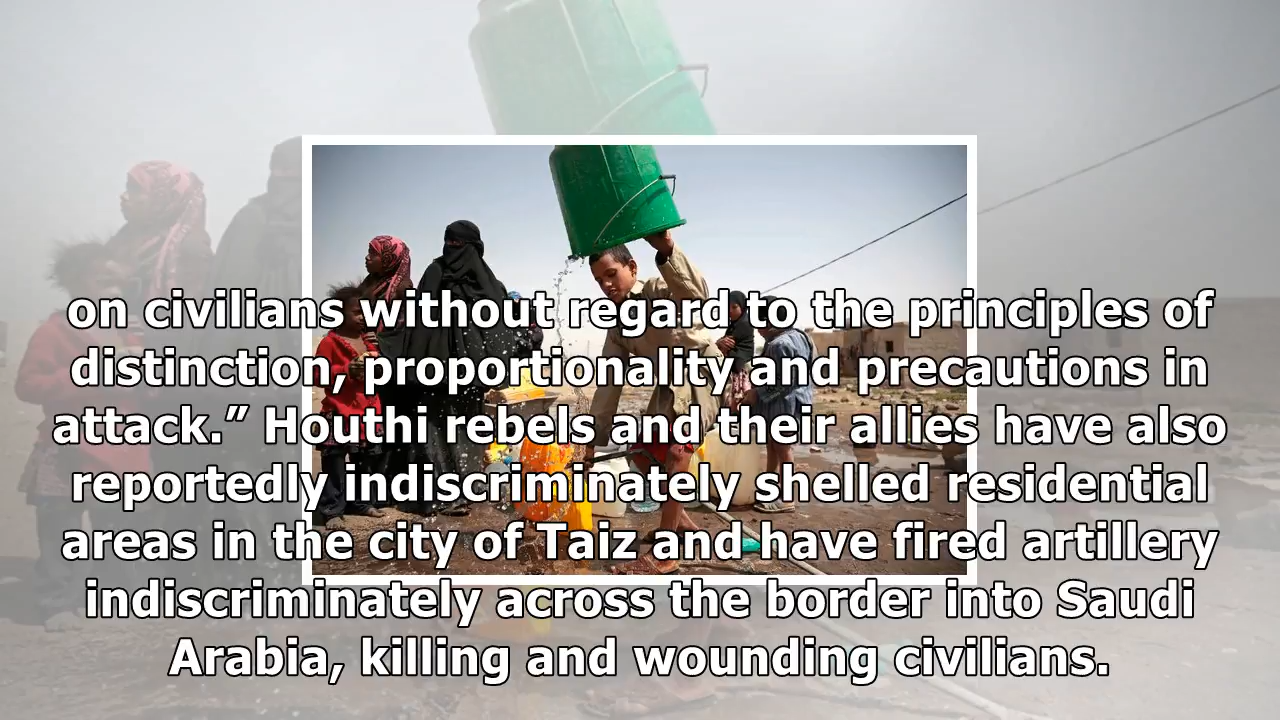 on civilians without regard to the principles of
distinction, proportionality and precautions in
attack.” Houthi rebels and their allies have also
reportedly indiscriminately shelled residential
areas in the city of Taiz and have fired artillery
indiscriminately across the border into Saudi
Arabia, killing and wounding civilians.